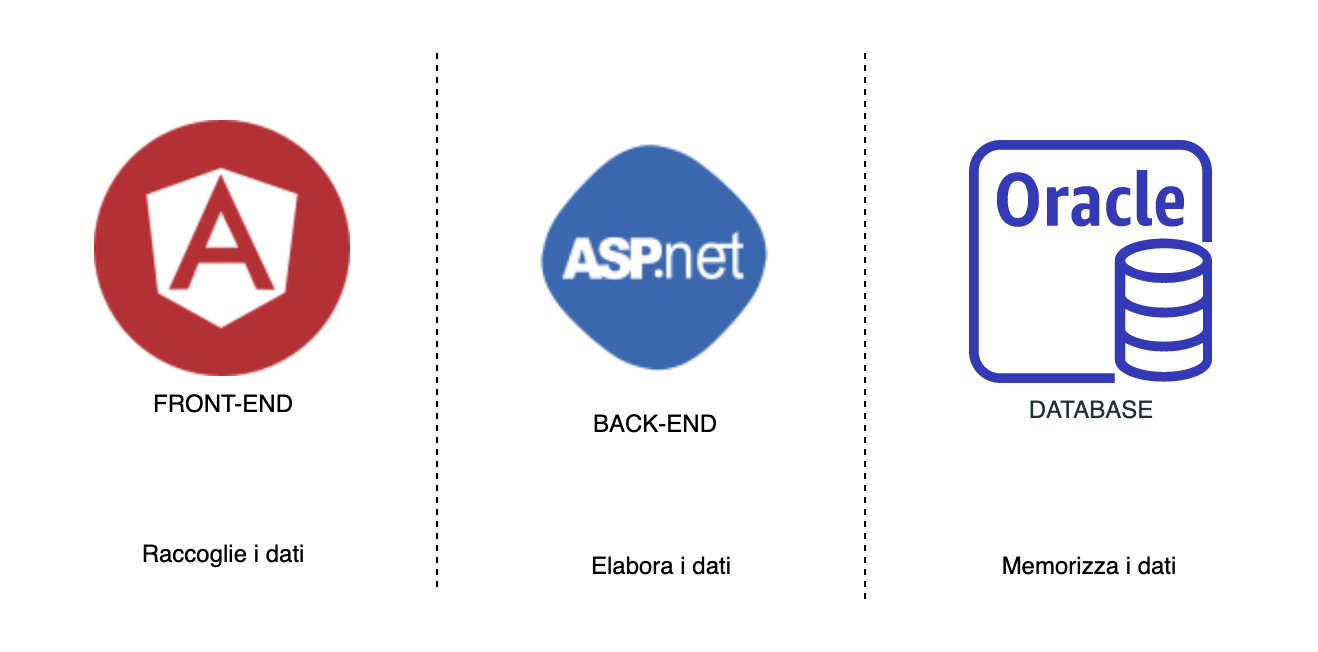 A
FRONT-END
Raccoglie i dati
ASP.net
BACK-END
Elabora i dati
Oracle
DATABASE
Memorizza i dati